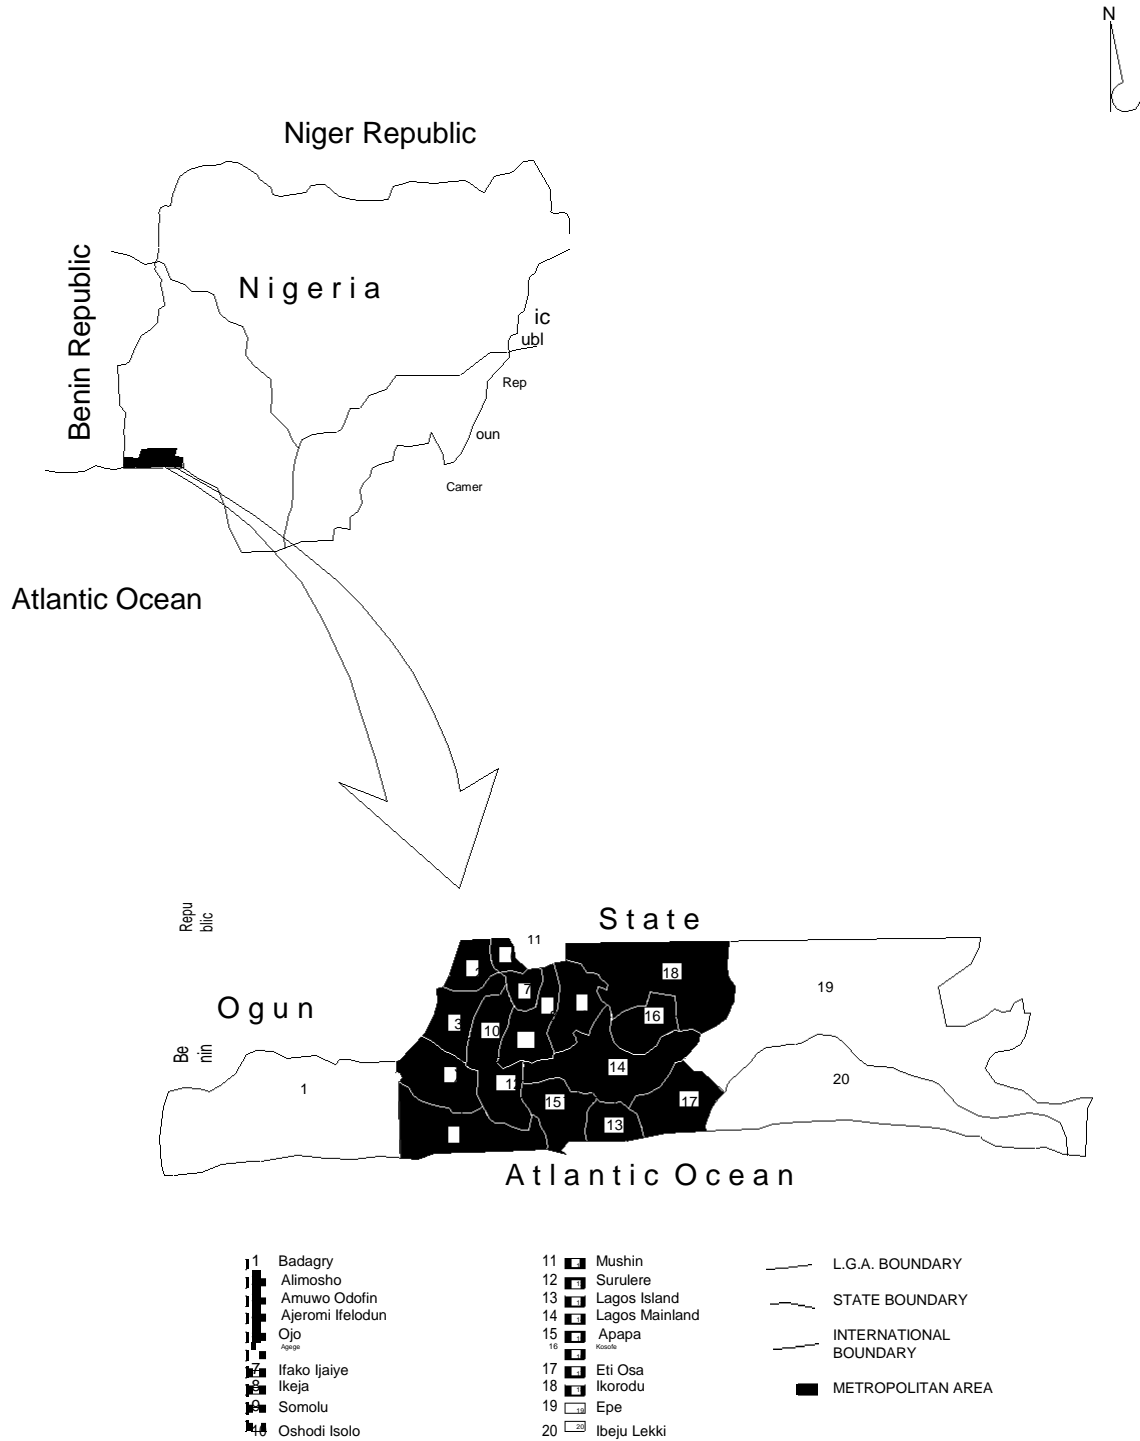 N
Niger Republic
Benin Republic
Nigeria
ic
ubl
Rep
oun
Camer
Atlantic Ocean
Repu
blic
State
11
18
19
7
Ogun
3
10
16
Be
nin
14
1
20
15
17
13
Atlantic Ocean
1 Badagry
Alimosho
Amuwo Odofin
Ajeromi Ifelodun
Ojo
Agege
7 Ifako Ijaiye
8 Ikeja
9 Somolu
10 Oshodi Isolo
11 Mushin
12 Surulere
13 Lagos Island
14 Lagos Mainland
15 Apapa
16 Kosofe
17 Eti Osa
18 Ikorodu
19 19 Epe
20 20 Ibeju Lekki
L.G.A. BOUNDARY
STATE BOUNDARY
INTERNATIONAL
BOUNDARY
METROPOLITAN AREA